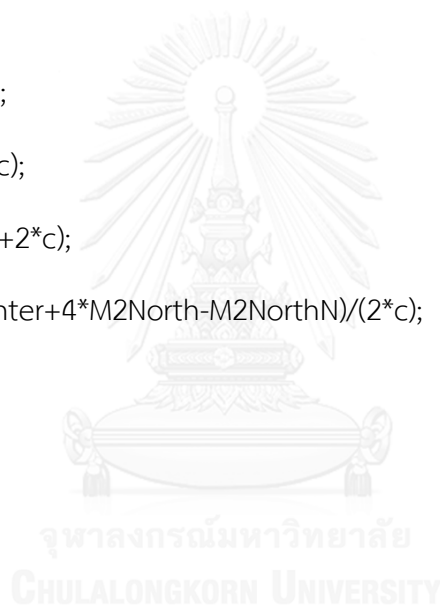 ;
c);
+2*c);
nter+4*M2North-M2NorthN)/(2*c);
จุฬาลงกรณ์มหาวิทยาลัย
CHULALONGKORN UNIVERSITY